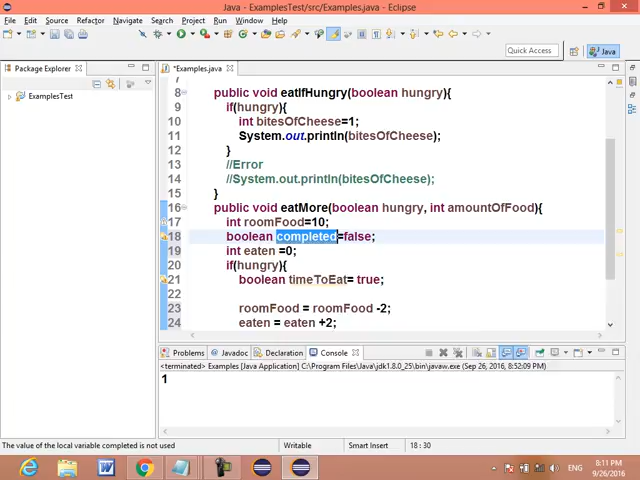 Java - ExamplesTest/src/Examples.java - Eclipse
File Edit Source Refactor Navigate Search Project Run Window Help
Quick Access
Java
Package Explorer
ExamplesTest
*Examples.java
7
8 public void eatIfHungry(boolean hungry){
9 if(hungry){
10 int bitesOfCheese=1;
11 System.out.println(bitesOfCheese);
12 }
13 //Error
14 //System.out.println(bitesOfCheese);
15 }
16 public void eatMore(boolean hungry, int amountOfFood){
17 int roomFood=10;
18 boolean completed=false;
19 int eaten =0;
20 if(hungry){
21 boolean timeToEat= true;
22
23 roomFood = roomFood -2;
24 eaten = eaten +2;
Problems @ Javadoc Declaration Console
<terminated> Examples [Java Application] C:\Program Files\Java\jdk1.8.0_25\bin\javaw.exe (Sep 26, 2016, 8:52:09 PM)
1
The value of the local variable completed is not used
Writable
Smart Insert
18 : 30
ENG
8:11 PM
9/26/2016